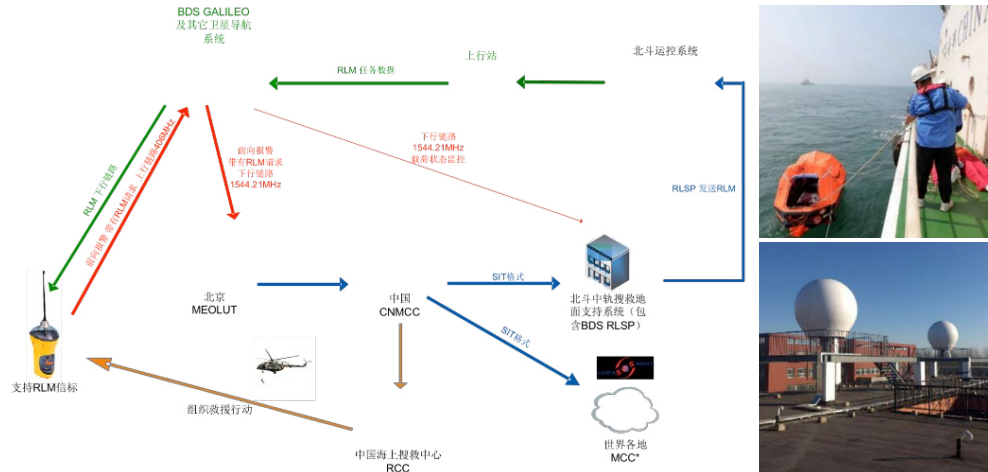 BDS GALILEO
及其它卫星导航
系统
上行站
北斗运控系统
RLM 任务数据
RLM 下行链路
前向报警 带有RLM请求 上行链路406MHz
前向报警
带有RLM请求
下行链路
1544.21MHz
下行链路
1544.21MHz
载荷状态监控
RLSP 发送RLM
支持RLM信标
北京
MEOLUT
中国
CNMCC
SIT格式
SIT格式
北斗中轨搜救地
面支持系统（包
含BDS RLSP）
组织救援行动
中国海上搜救中心
RCC
世界各地
MCC*
CHINA